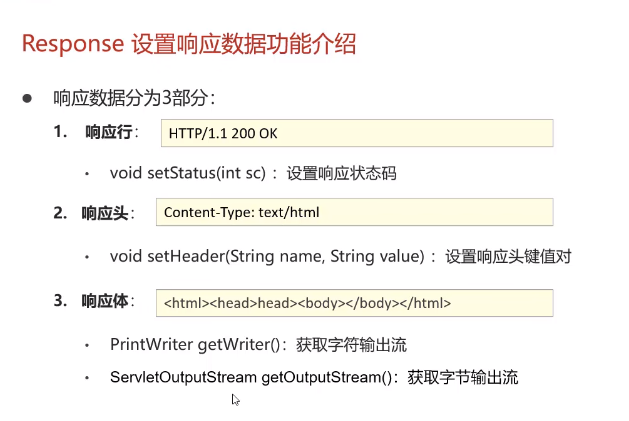 Response 设置响应数据功能介绍
● 响应数据分为3部分：
1. 响应行： HTTP/1.1 200 OK
• void setStatus(int sc) ：设置响应状态码
2. 响应头： Content-Type: text/html
• void setHeader(String name, String value) ：设置响应头键值对
3. 响应体： <html><head>head><body></body></html>
• PrintWriter getWriter()：获取字符输出流
• ServletOutputStream getOutputStream()：获取字节输出流